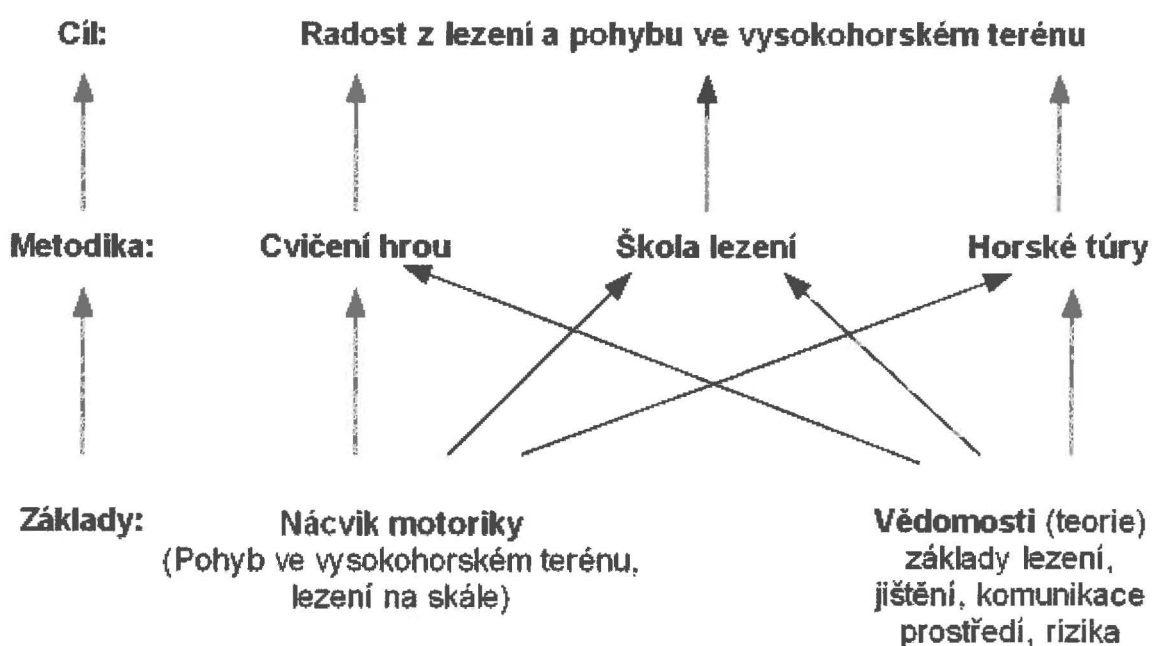 Cíl: Radost z lezení a pohybu ve vysokohorském terénu
Metodika: Cvičení hrou Škola lezení Horské túry
Základy: Nácvik motoriky
(Pohyb ve vysokohorském terénu,
lezení na skále)
Vědomosti (teorie)
základy lezení,
jištění, komunikace
prostředí, rizika